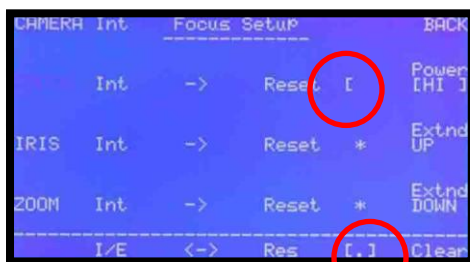 CAMERA Int Focus Setup BACK
Power
Int -> Reset [ [HI ]
Extnd
IRIS Int -> Reset * UP
Extnd
ZOOM Int -> Reset * DOWN
I/E <-> Res [.] Clear